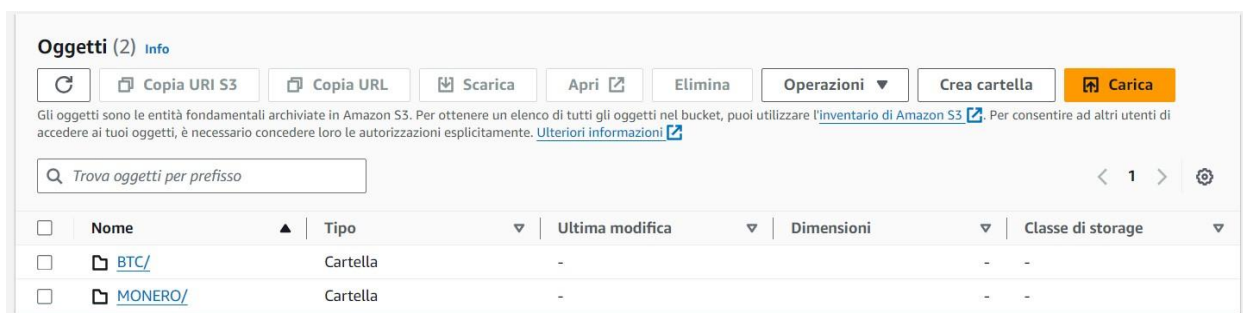 Oggetti (2) Info
Copia URI S3 Copia URL Scarica Apri Elimina Operazioni Crea cartella Carica
Gli oggetti sono le entità fondamentali archiviate in Amazon S3. Per ottenere un elenco di tutti gli oggetti nel bucket, puoi utilizzare l'inventario di Amazon S3. Per consentire ad altri utenti di
accedere ai tuoi oggetti, è necessario concedere loro le autorizzazioni esplicitamente. Ulteriori informazioni
Trova oggetti per prefisso 1
Nome Tipo Ultima modifica Dimensioni Classe di storage
BTC/ Cartella - - -
MONERO/ Cartella - - -